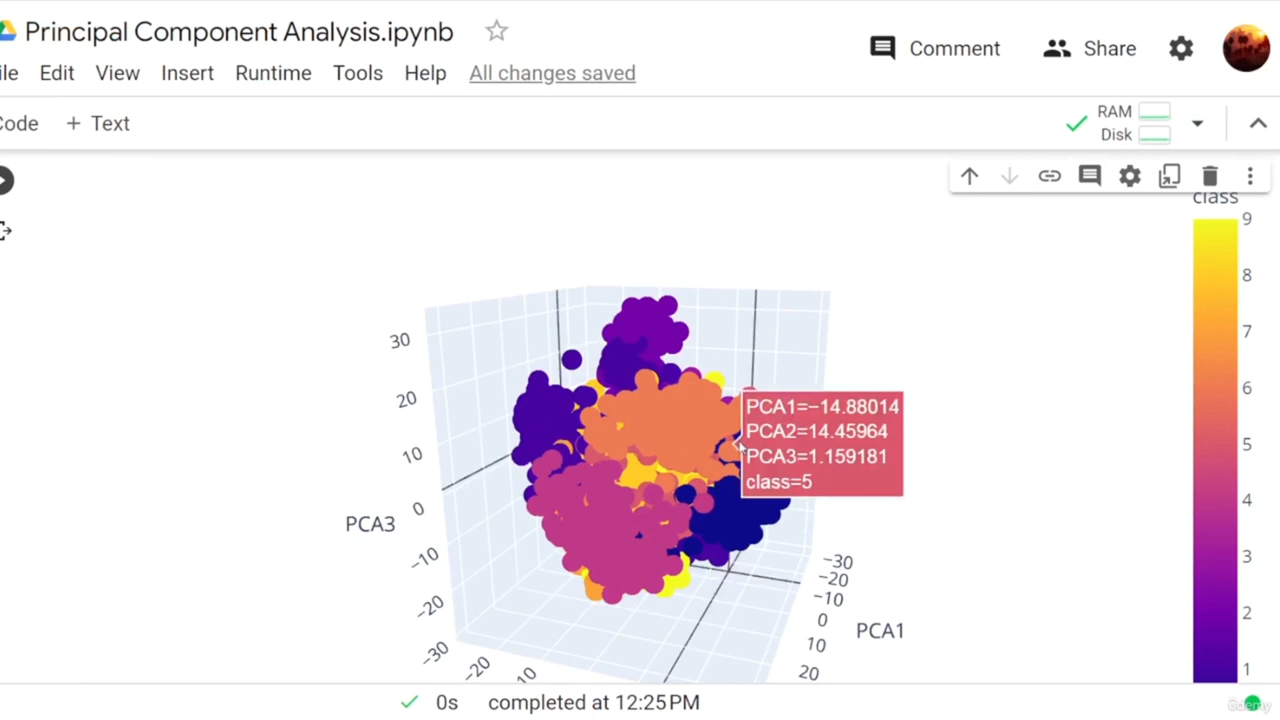 Principal Component Analysis.ipynb
Comment
Share
ile Edit View Insert Runtime Tools Help All changes saved
Code + Text
RAM
Disk
class
9
8
7
6
5
4
3
2
1
30
20
10
0
−10
−20
−30
PCA3
−20
10
PCA1=−14.88014
PCA2=14.45964
PCA3=1.159181
class=5
−30
−20
−10
0
10
20
PCA1
0s completed at 12:25 PM
ûdemy